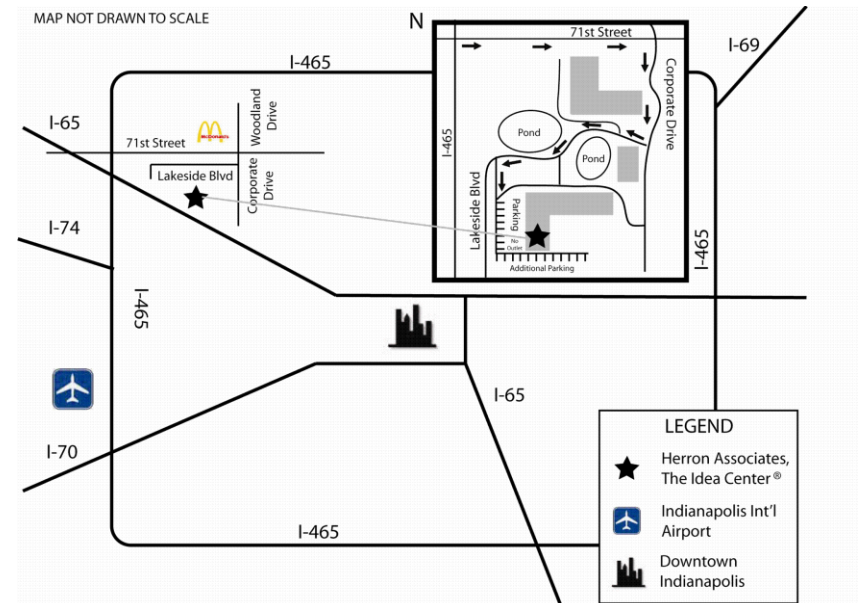 MAP NOT DRAWN TO SCALE
N
71st Street
I-69
I-465
Corporate Drive
I-465
Pond
Pond
Lakeside Blvd
Parking
No
Outlet
Additional Parking
I-65
McDonald's
Woodland
Drive
71st Street
Lakeside Blvd
Corporate
Drive
I-74
I-465
I-465
I-65
I-70
I-465
LEGEND
Herron Associates,
The Idea Center®
Indianapolis Int'l
Airport
Downtown
Indianapolis